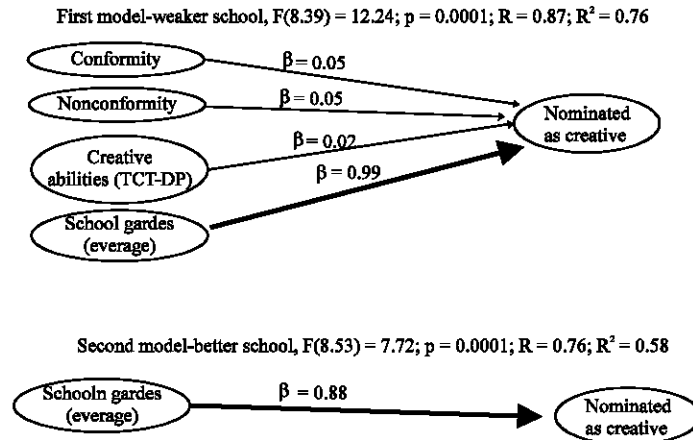 First model-weaker school, F(8.39) = 12.24; p = 0.0001; R = 0.87; R² = 0.76
Conformity
β = 0.05
Nonconformity
β = 0.05
Nominated
as creative
Creative
abilities (TCT-DP)
β = 0.02
β = 0.99
School gardes
(everage)
Second model-better school, F(8.53) = 7.72; p = 0.0001; R = 0.76; R² = 0.58
Schooln gardes
(everage)
β = 0.88
Nominated
as creative